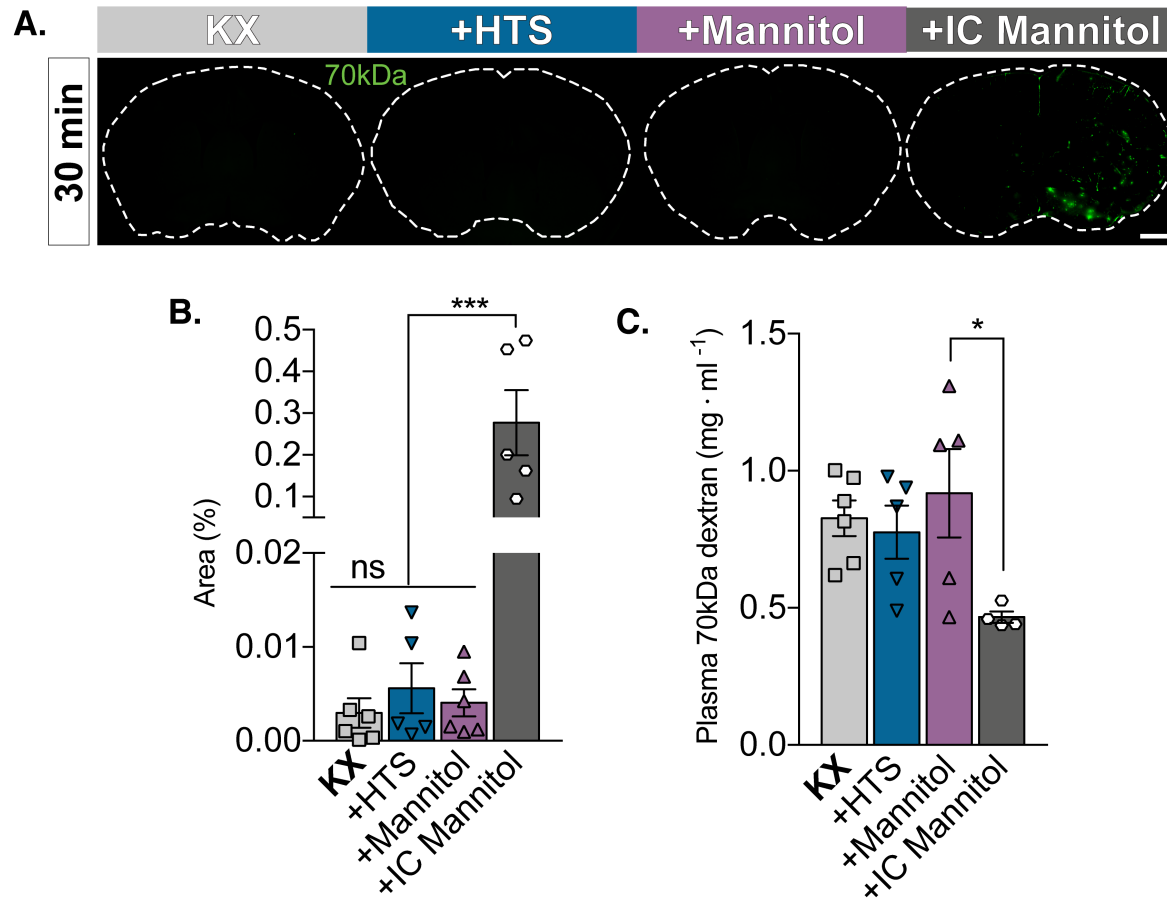 A.
KX +HTS +Mannitol +IC Mannitol
70kDa
30 min
B.
***
0.5
0.4
0.3
0.2
0.1
0.02
0.01
0.00
Area (%)
ns
KX
+HTS
+Mannitol
+IC Mannitol
C.
*
1.5
1.0
0.5
0.0
Plasma 70kDa dextran (mg · ml -1)
KX
+HTS
+Mannitol
+IC Mannitol